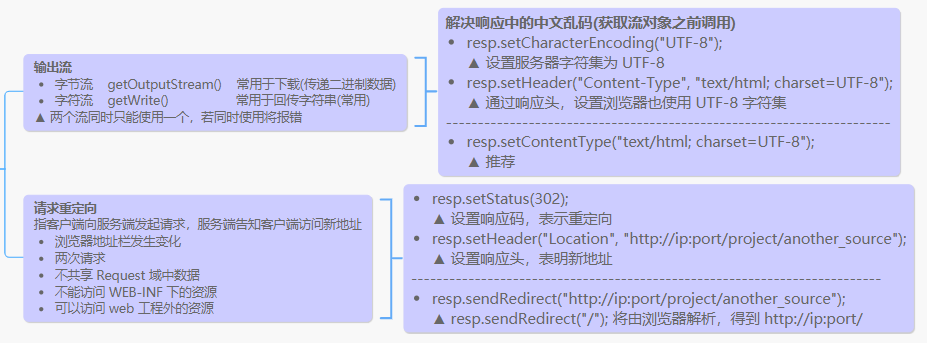 输出流
• 字节流 getOutputStream() 常用于下载(传递二进制数据)
• 字符流 getWrite() 常用于回传字符串(常用)
▲ 两个流同时只能使用一个，若同时使用将报错
解决响应中的中文乱码(获取流对象之前调用)
• resp.setCharacterEncoding("UTF-8");
▲ 设置服务器字符集为 UTF-8
• resp.setHeader("Content-Type", "text/html; charset=UTF-8");
▲ 通过响应头，设置浏览器也使用 UTF-8 字符集
• resp.setContentType("text/html; charset=UTF-8");
▲ 推荐
请求重定向
指客户端向服务端发起请求，服务端告知客户端访问新地址
• 浏览器地址栏发生变化
• 两次请求
• 不共享 Request 域中数据
• 不能访问 WEB-INF 下的资源
• 可以访问 web 工程外的资源
• resp.setStatus(302);
▲ 设置响应码，表示重定向
• resp.setHeader("Location", "http://ip:port/project/another_source");
▲ 设置响应头，表明新地址
• resp.sendRedirect("http://ip:port/project/another_source");
▲ resp.sendRedirect("/"); 将由浏览器解析，得到 http://ip:port/